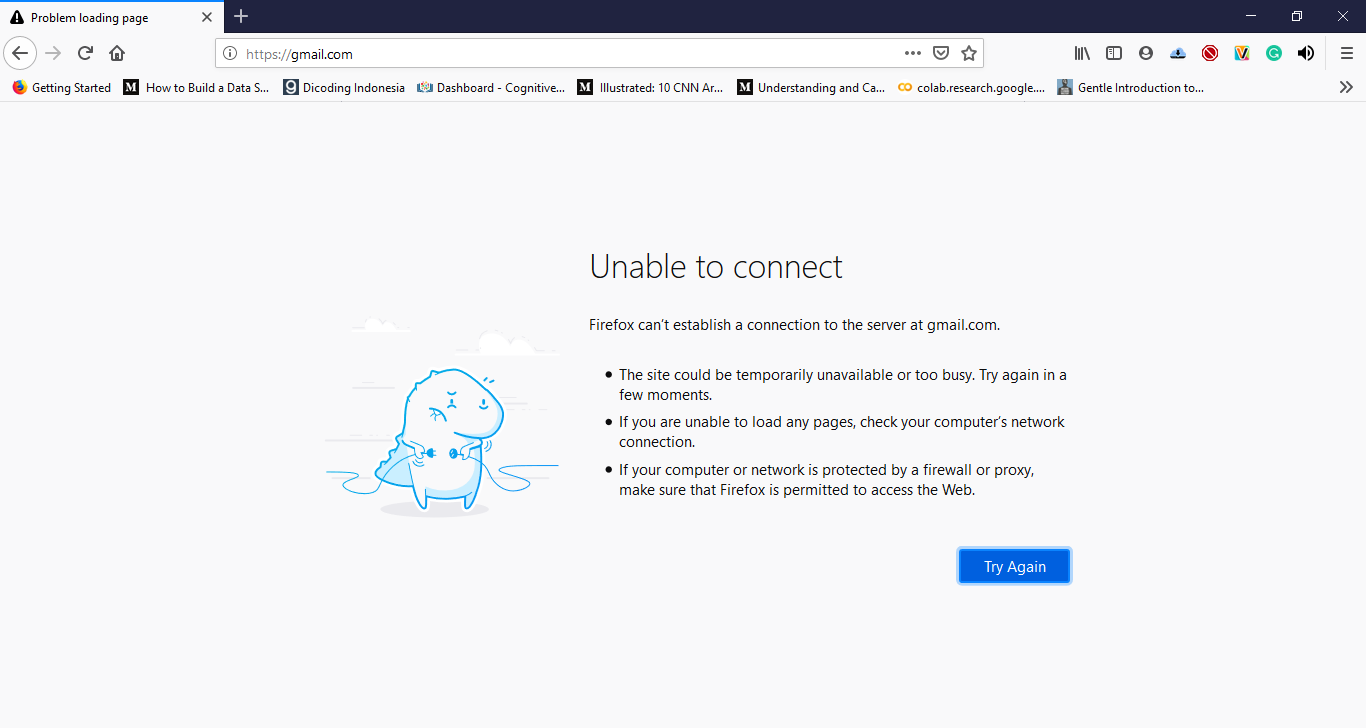 Problem loading page
https://gmail.com
Getting Started
M How to Build a Data S...
Dicoding Indonesia
Dashboard - Cognitive...
M Illustrated: 10 CNN Ar...
M Understanding and Ca...
colab.research.google....
Gentle Introduction to...
Unable to connect
Firefox can’t establish a connection to the server at gmail.com.
The site could be temporarily unavailable or too busy. Try again in a
few moments.
If you are unable to load any pages, check your computer’s network
connection.
If your computer or network is protected by a firewall or proxy,
make sure that Firefox is permitted to access the Web.
Try Again